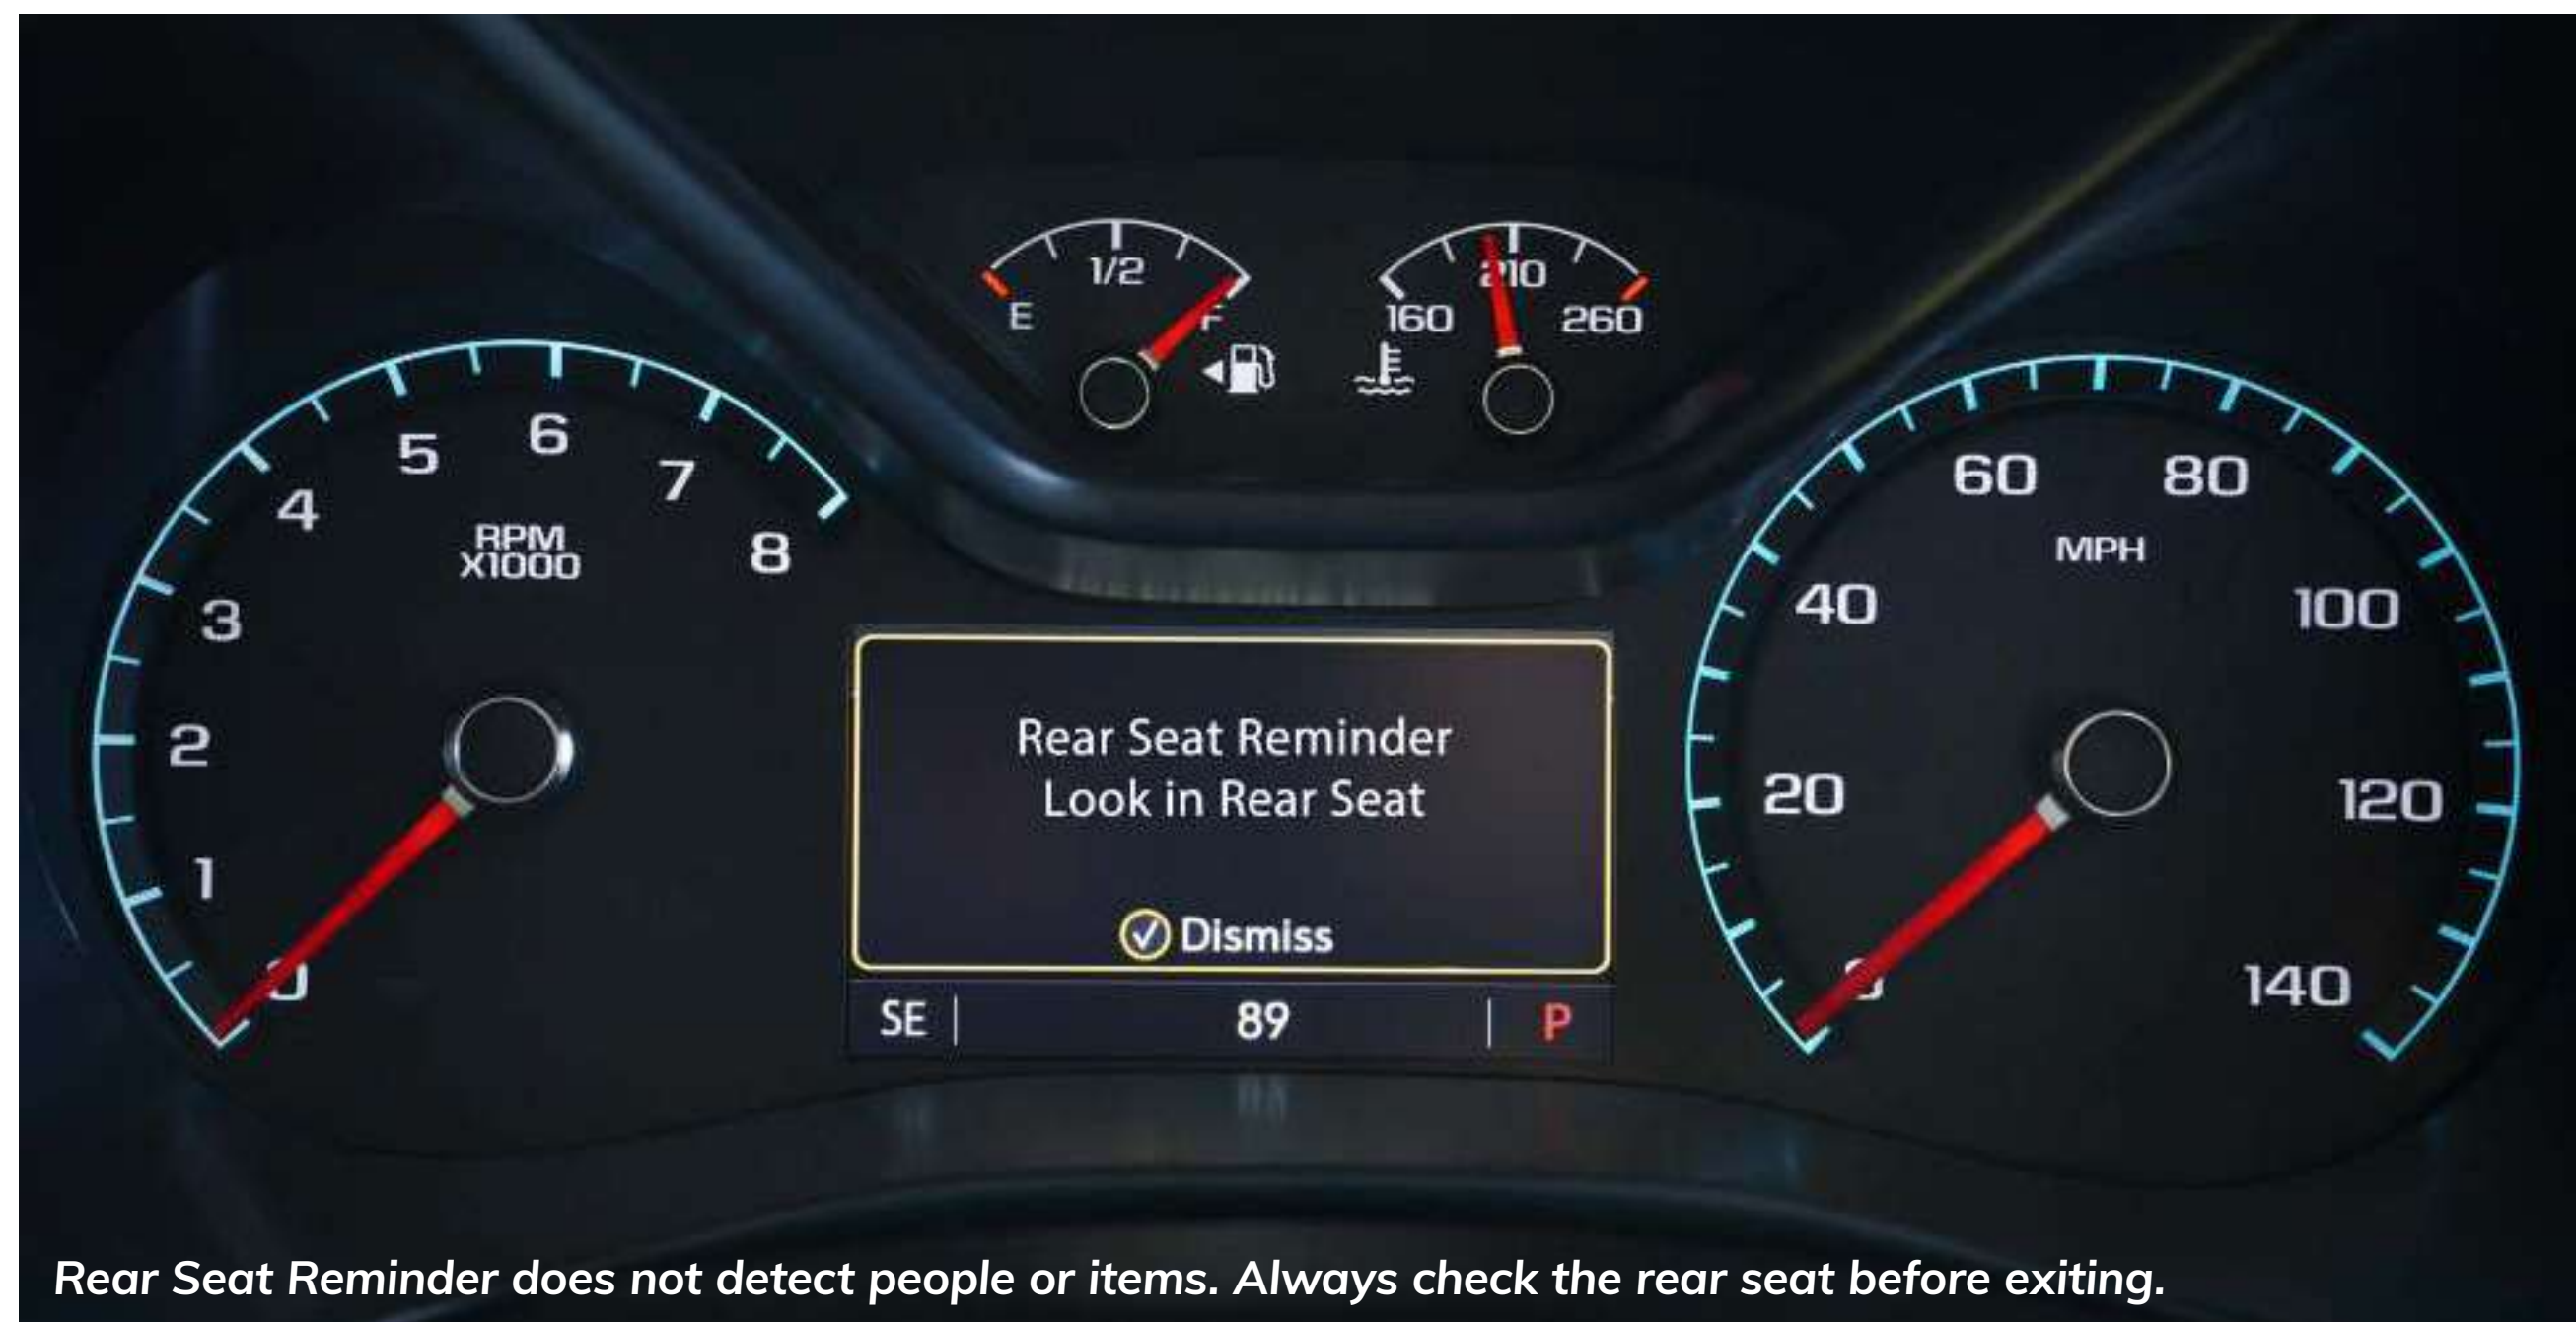 1/2
E
F
210
160
260
5
6
4
7
RPM
X1000
8
3
2
1
0
60
80
MPH
40
100
20
120
0
140
Rear Seat Reminder
Look in Rear Seat
Dismiss
SE
89
P
Rear Seat Reminder does not detect people or items. Always check the rear seat before exiting.